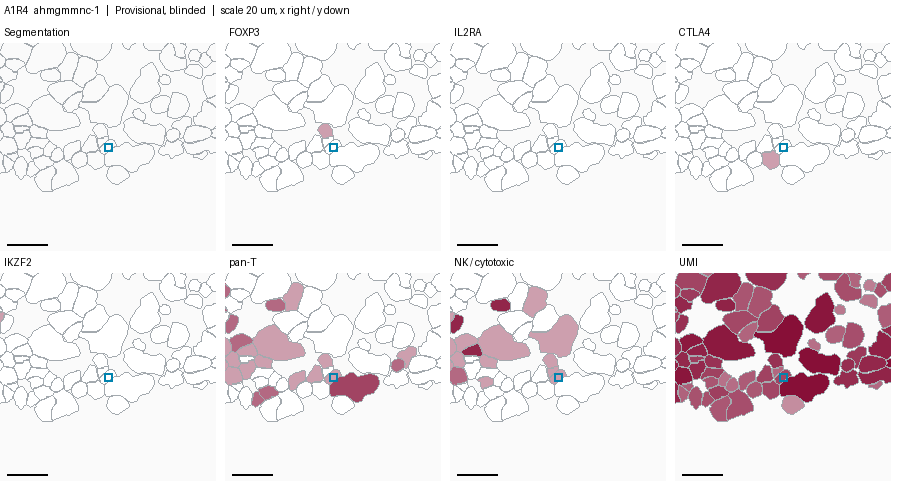 A1R4 ahmgmmnc-1 | Provisional, blinded | scale 20 um, x right / y down
Segmentation FOXP3 IL2RA CTLA4
IKZF2 pan-T NK / cytotoxic UMI